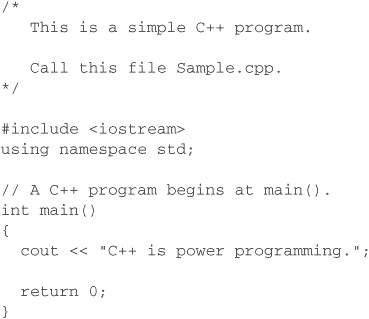 /*
   This is a simple C++ program.

   Call this file Sample.cpp.
*/

#include <iostream>
using namespace std;

// A C++ program begins at main().
int main()
{
  cout << "C++ is power programming.";

  return 0;
}